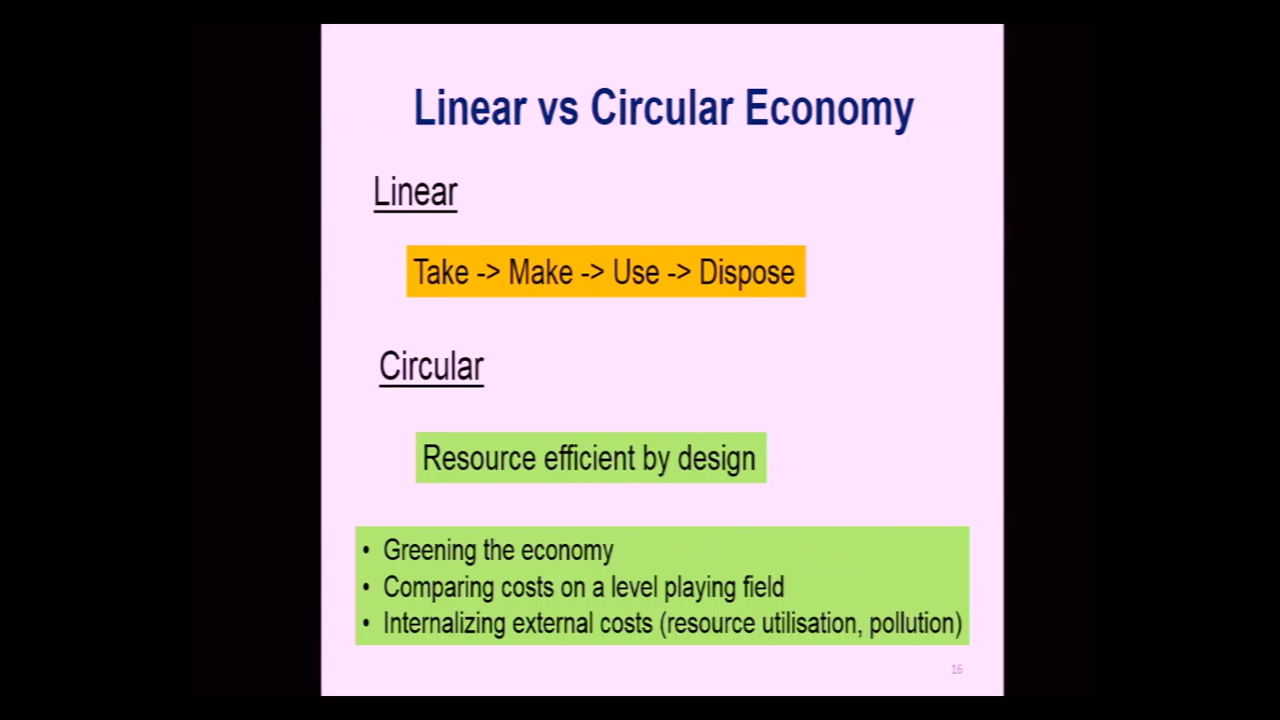 Linear vs Circular Economy
Linear
Take -> Make -> Use -> Dispose
Circular
Resource efficient by design
• Greening the economy
• Comparing costs on a level playing field
• Internalizing external costs (resource utilisation, pollution)
16